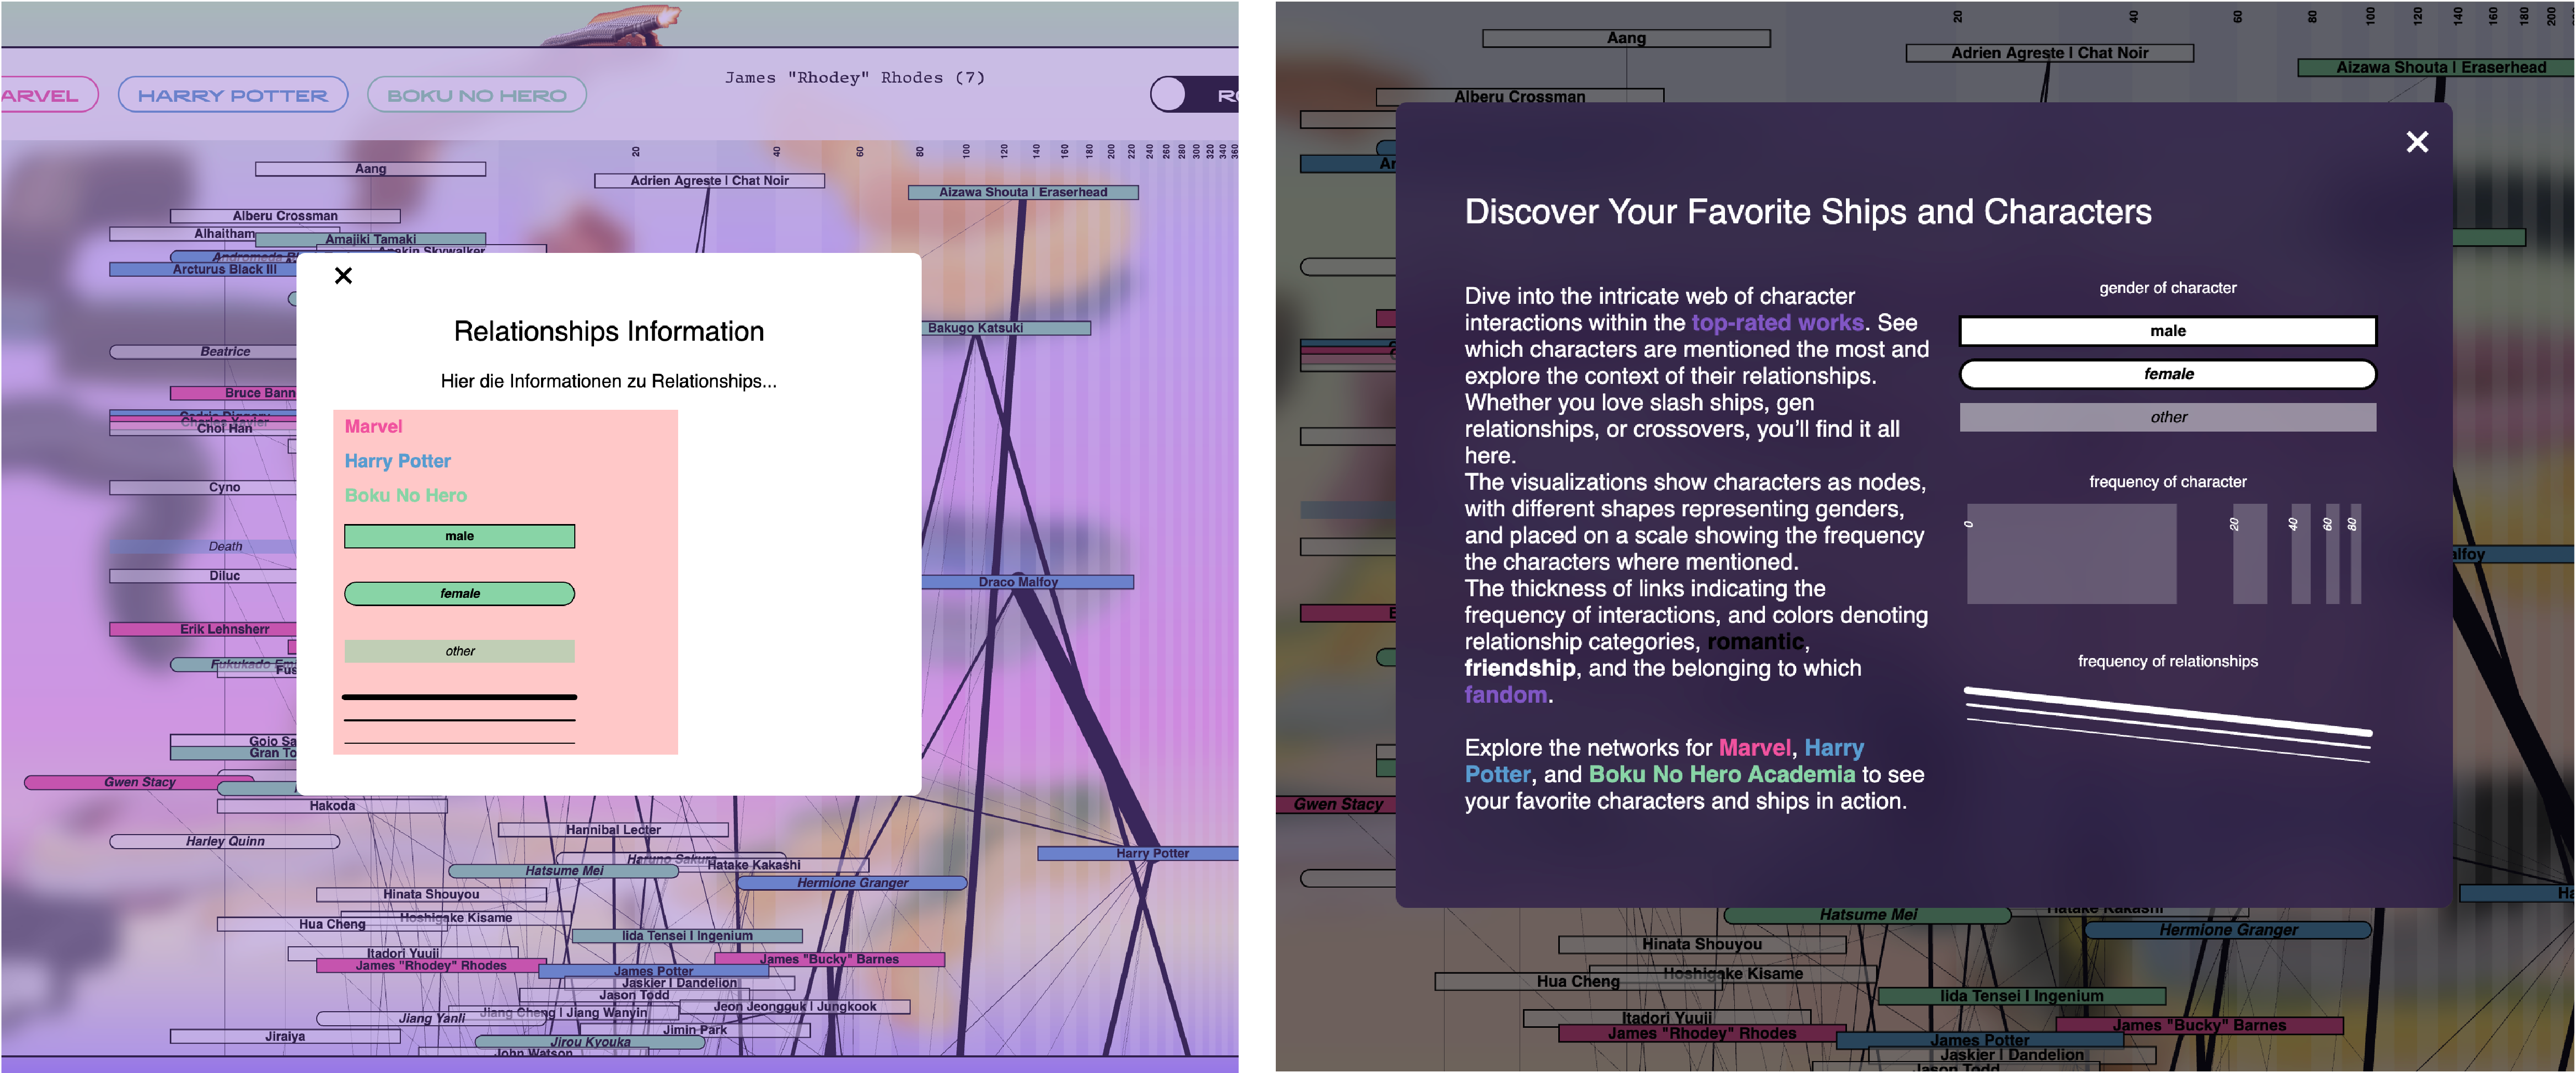 James "Rhodey" Rhodes (7)
ARVEL
HARRY POTTER
BOKU NO HERO
20
40
60
80
100
120
140
160
180
200
220
240
260
280
300
320
340
360
Aang
Adrien Agreste | Chat Noir
Aizawa Shouta | Eraserhead
Alberu Crossman
Alhaitham
Amajiki Tamaki
Anakin Skywalker
Arcturus Black III
Bakugo Katsuki
Beatrice
Bruce Bann
Charles Xavier
Choi Han
Cyno
Death
Diluc
Draco Malfoy
Erik Lehnsherr
Fus
Gojo Sa
Gran To
Gwen Stacy
Hakoda
Hannibal Lecter
Harley Quinn
Harry Potter
Haruno Sakura
Hatake Kakashi
Hatsume Mei
Hermione Granger
Hinata Shouyou
Hoshigake Kisame
Hua Cheng
Iida Tensei | Ingenium
Itadori Yuuji
James "Bucky" Barnes
James "Rhodey" Rhodes
James Potter
Jaskier | Dandelion
Jason Todd
Jeon Jeongguk | Jungkook
Jiang Cheng | Jiang Wanyin
Jiang Yanli
Jimin Park
Jiraiya
Jirou Kyouka
John Watson
Relationships Information
Hier die Informationen zu Relationships...
Marvel
Harry Potter
Boku No Hero
male
female
other
20
40
60
80
100
120
140
160
180
200
Aang
Adrien Agreste | Chat Noir
Aizawa Shouta | Eraserhead
Alberu Crossman
Ar
Discover Your Favorite Ships and Characters
Dive into the intricate web of character
interactions within the top-rated works. See
which characters are mentioned the most and
explore the context of their relationships.
Whether you love slash ships, gen
relationships, or crossovers, you'll find it all
here.
The visualizations show characters as nodes,
with different shapes representing genders,
and placed on a scale showing the frequency
the characters where mentioned.
The thickness of links indicating the
frequency of interactions, and colors denoting
relationship categories, romantic,
friendship, and the belonging to which
fandom.
Explore the networks for Marvel, Harry
Potter, and Boku No Hero Academia to see
your favorite characters and ships in action.
gender of character
male
female
other
frequency of character
0
20
40
60
80
frequency of relationships
alfoy
Gwen Stacy
Ha
Hatsume Mei
Hatake Kakashi
Hermione Granger
Hinata Shouyou
Hoshigake Kisame
Hua Cheng
Iida Tensei | Ingenium
Itadori Yuuji
James "Bucky" Barnes
James "Rhodey" Rhodes
James Potter
Jaskier | Dandelion
Jason Todd